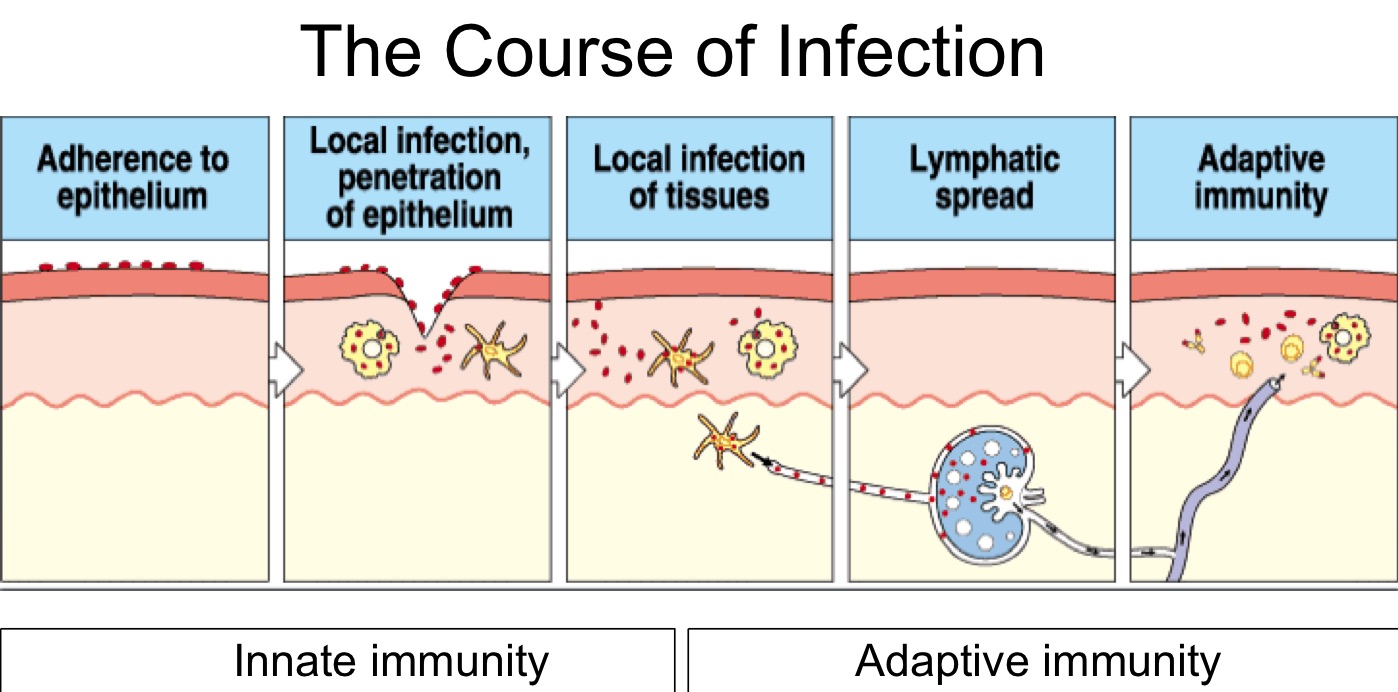 The Course of Infection
Adherence to
epithelium
Local infection,
penetration
of epithelium
Local infection
of tissues
Lymphatic
spread
Adaptive
immunity
Innate immunity
Adaptive immunity